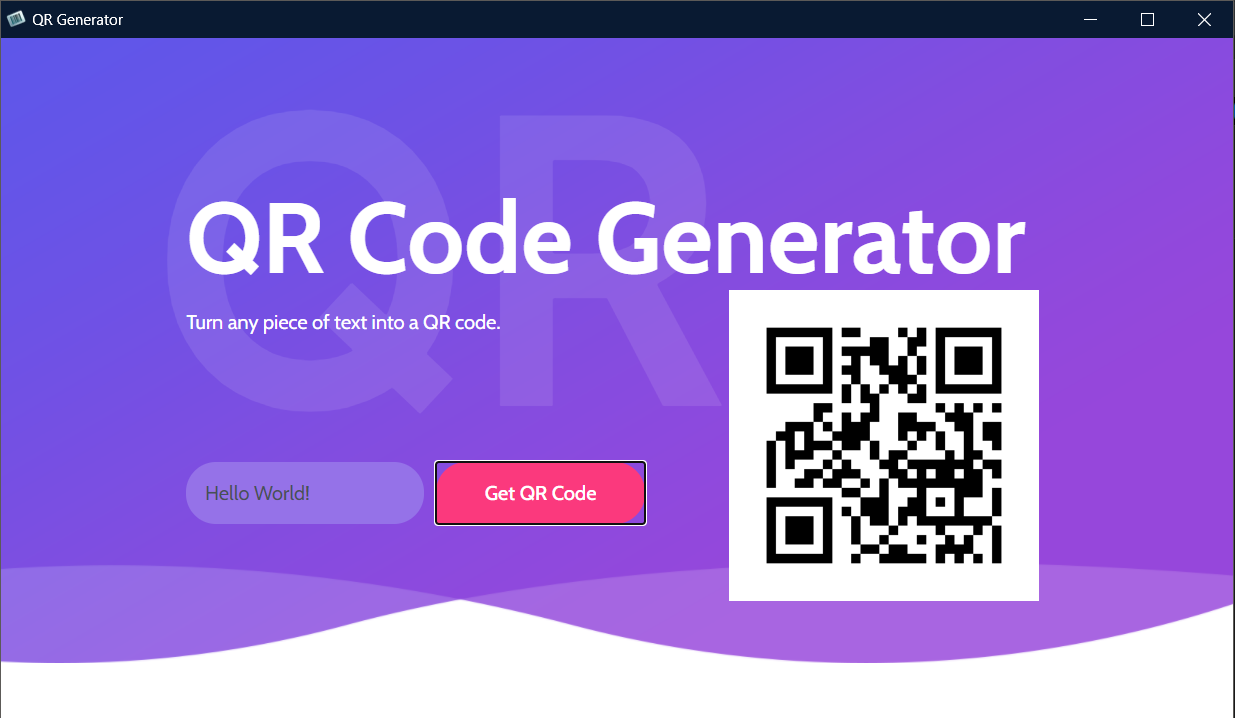 QR Generator
QR
QR Code Generator
Turn any piece of text into a QR code.
Hello World!
Get QR Code